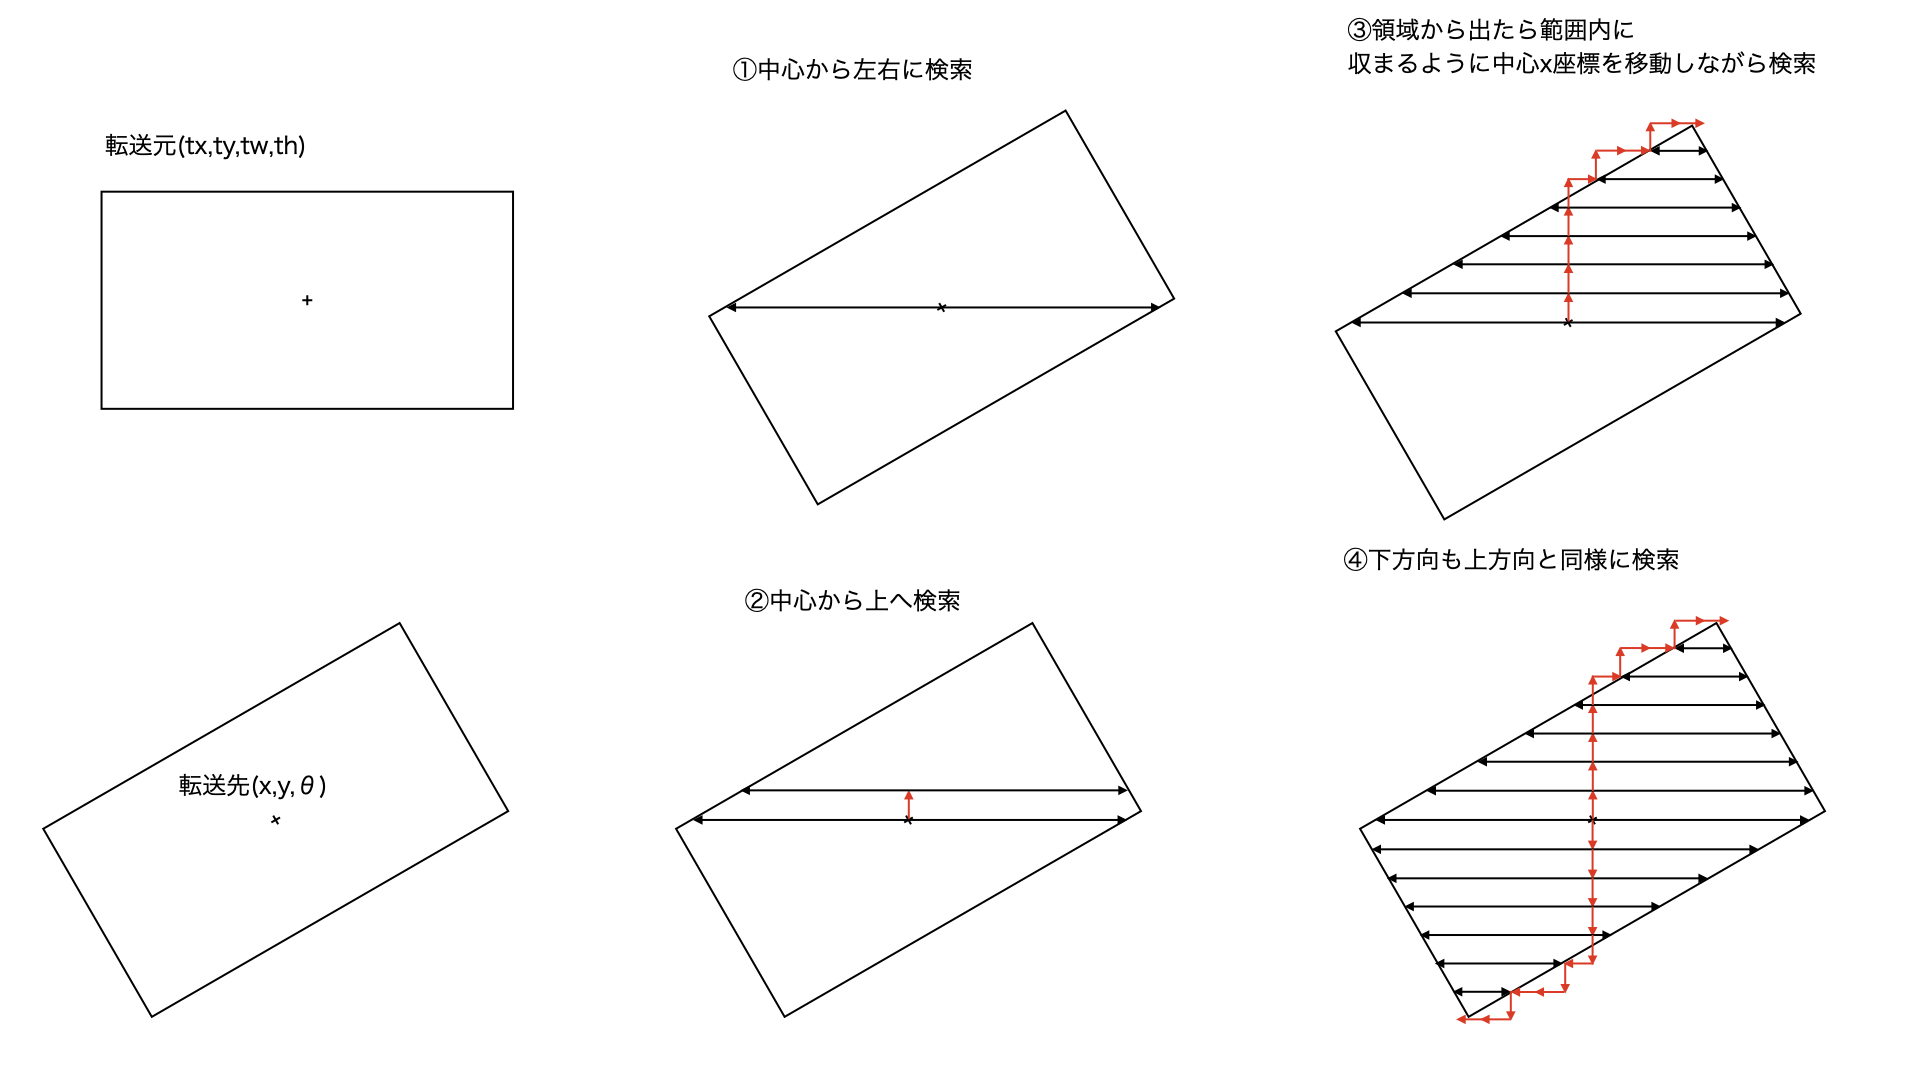 転送元(tx,ty,tw,th)
転送先(x,y,θ)
①中心から左右に検索
②中心から上へ検索
③領域から出たら範囲内に
収まるように中心x座標を移動しながら検索
④下方向も上方向と同様に検索